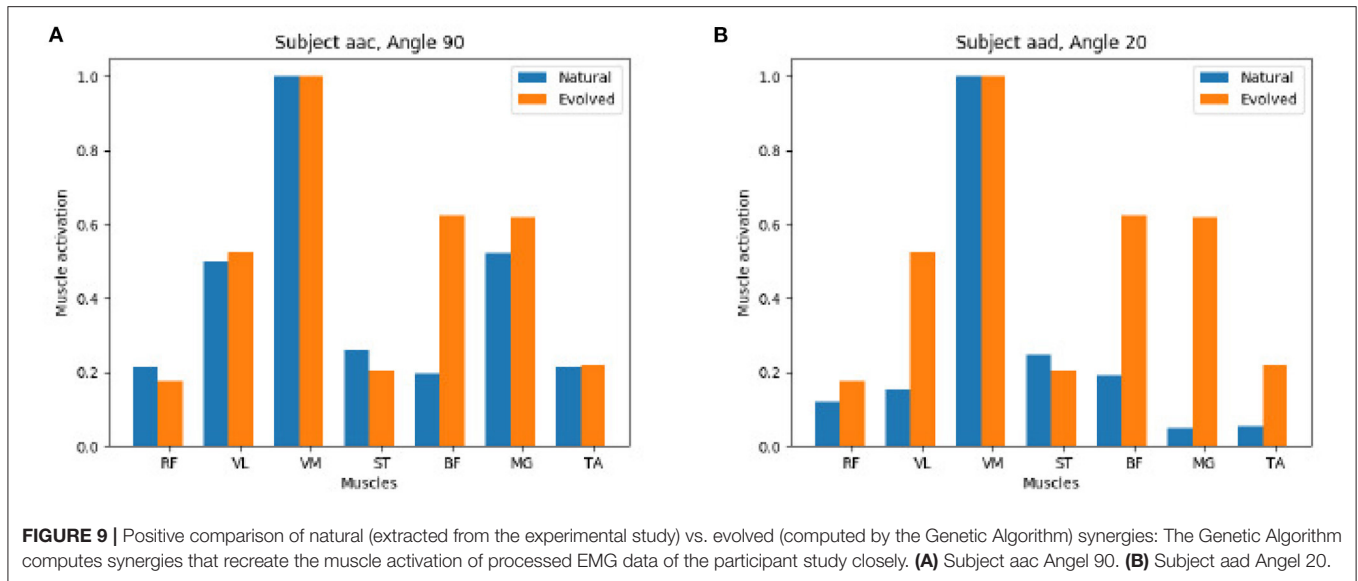 A
Subject aac, Angle 90
1.0
0.8
0.6
0.4
0.2
0.0
Muscle activation
Natural
Evolved
RF VL VM ST BF MG TA
Muscles
B
Subject aad, Angle 20
1.0
0.8
0.6
0.4
0.2
0.0
Muscle activation
Natural
Evolved
RF VL VM ST BF MG TA
Muscles
FIGURE 9 | Positive comparison of natural (extracted from the experimental study) vs. evolved (computed by the Genetic Algorithm) synergies: The Genetic Algorithm
computes synergies that recreate the muscle activation of processed EMG data of the participant study closely. (A) Subject aac Angel 90. (B) Subject aad Angel 20.